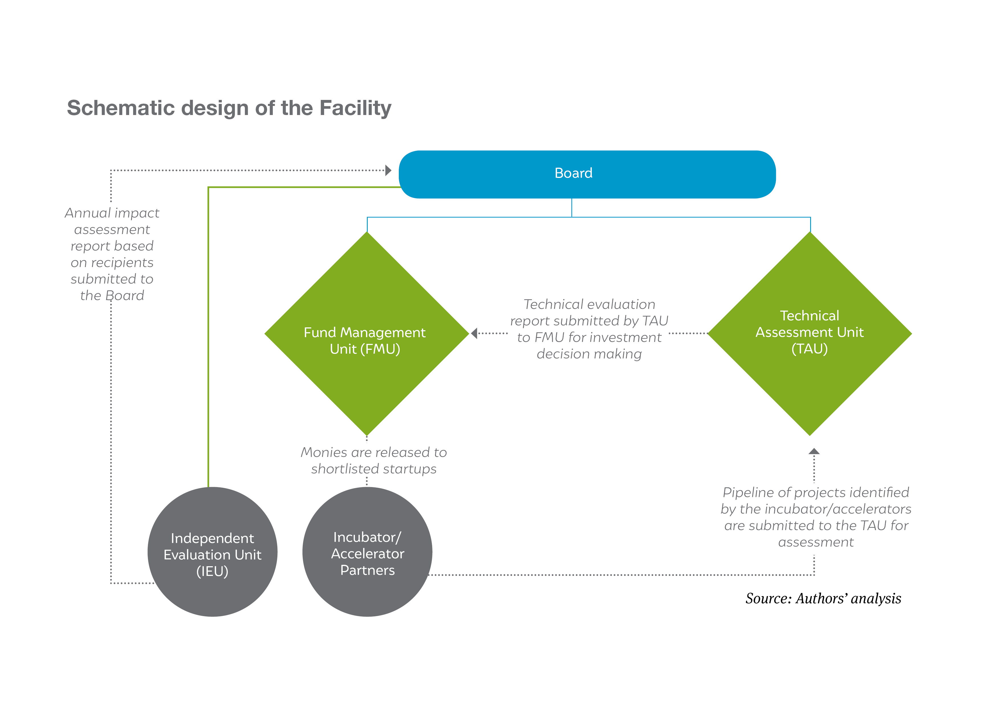 Schematic design of the Facility
Board
Annual impact
assessment
report based
on recipients
submitted to
the Board
Technical evaluation
report submitted by TAU
to FMU for investment
decision making
Fund Management
Unit (FMU)
Technical
Assessment Unit
(TAU)
Monies are released to
shortlisted startups
Pipeline of projects identified
by the incubator/accelerators
are submitted to the TAU for
assessment
Independent
Evaluation Unit
(IEU)
Incubator/
Accelerator
Partners
Source: Authors’ analysis